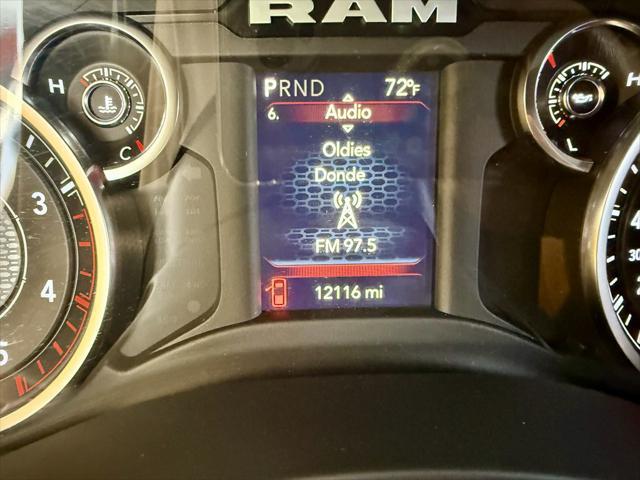 RAM
PRND 72°F
6. Audio
Oldies
Donde
FM 97.5
12116 mi
H
C
H
L
3
4